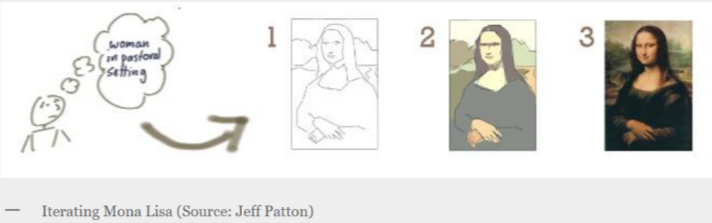 woman
in pastoral
setting
1
2
3
— Iterating Mona Lisa (Source: Jeff Patton)